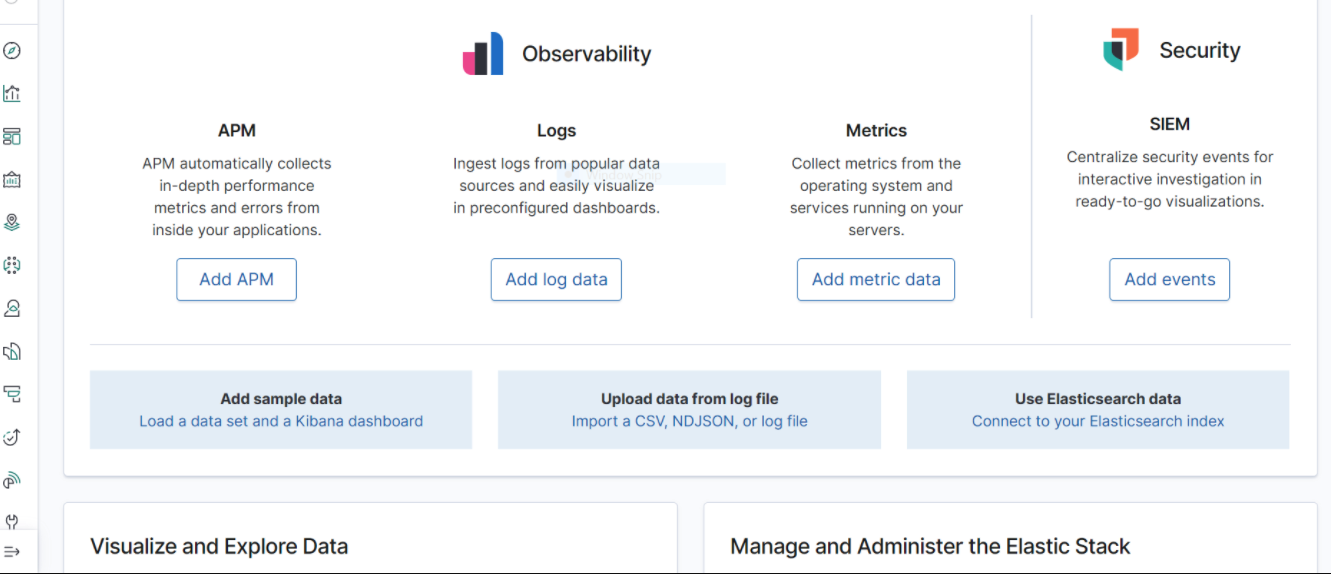 Observability
Security
APM
APM automatically collects
in-depth performance
metrics and errors from
inside your applications.
Add APM
Logs
Ingest logs from popular data
sources and easily visualize
in preconfigured dashboards.
Window Snip
Add log data
Metrics
Collect metrics from the
operating system and
services running on your
servers.
Add metric data
SIEM
Centralize security events for
interactive investigation in
ready-to-go visualizations.
Add events
Add sample data
Load a data set and a Kibana dashboard
Upload data from log file
Import a CSV, NDJSON, or log file
Use Elasticsearch data
Connect to your Elasticsearch index
Visualize and Explore Data
Manage and Administer the Elastic Stack